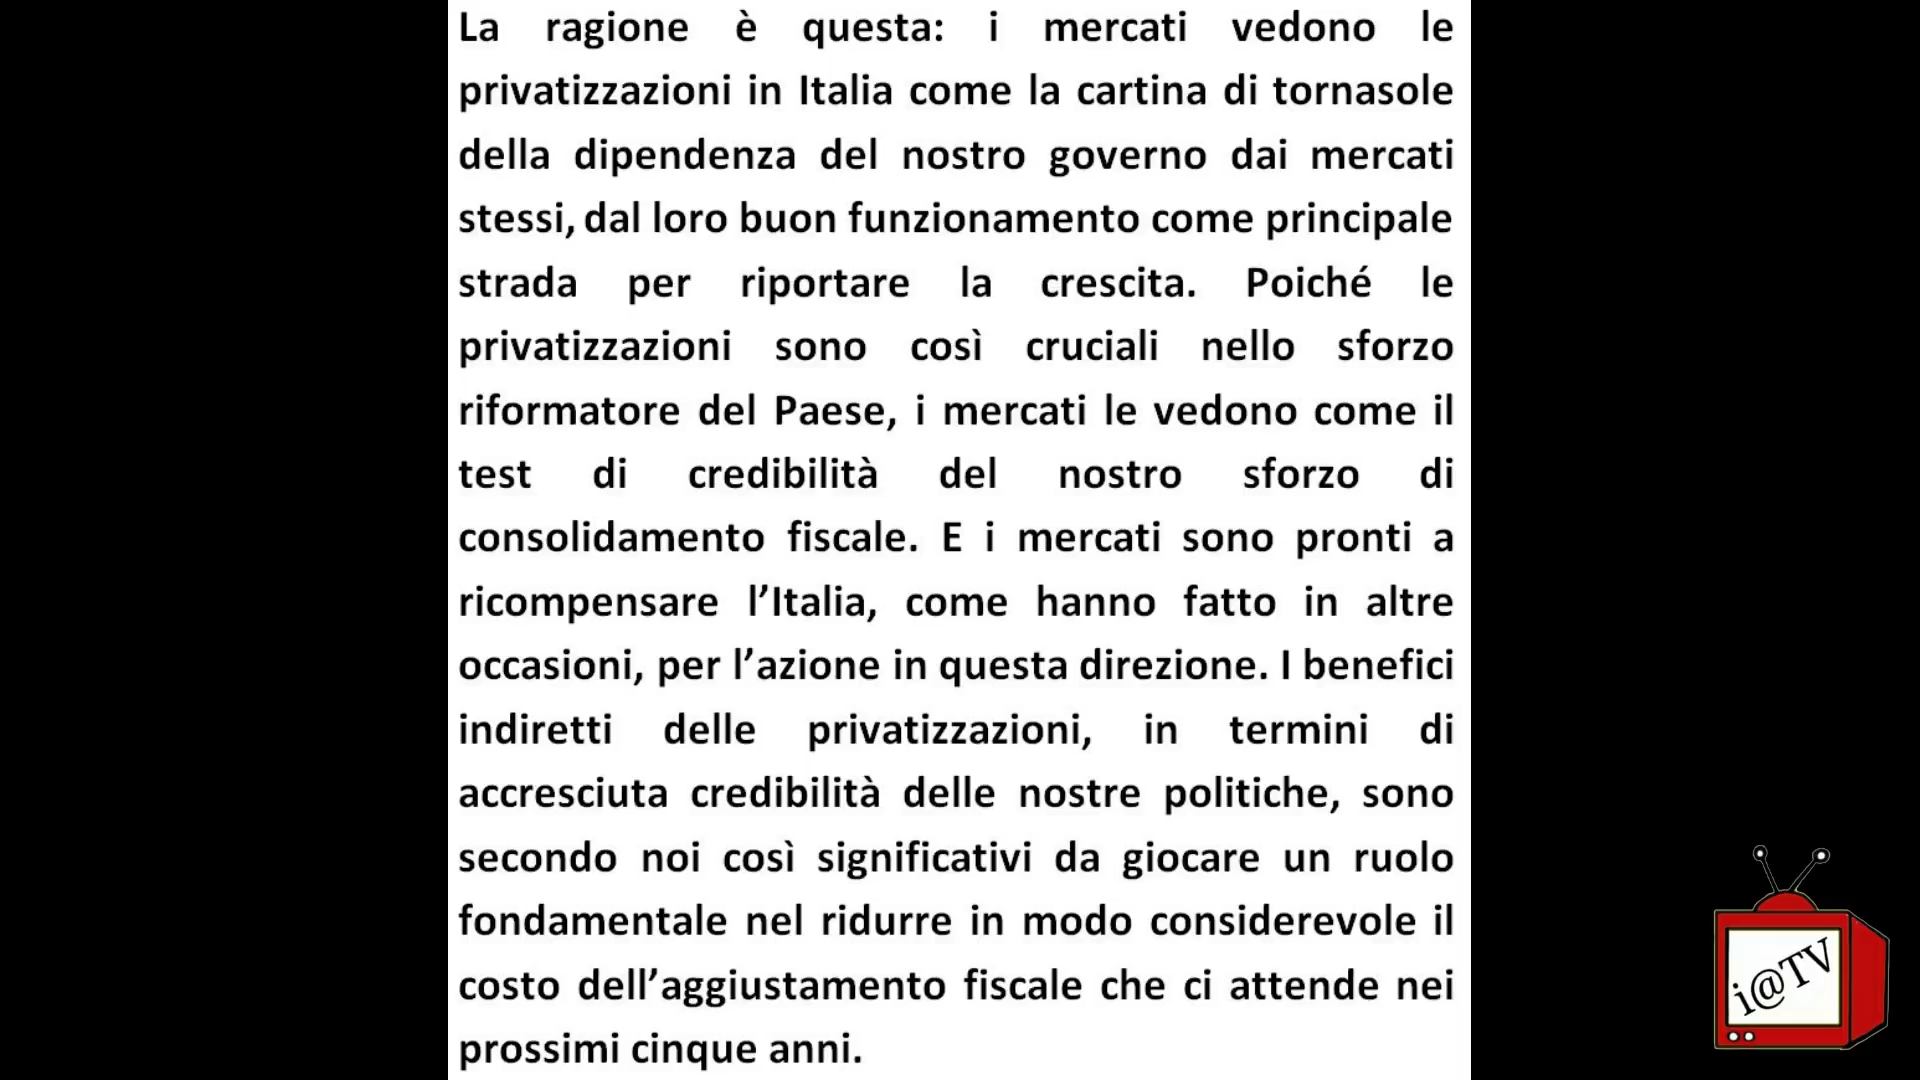 La ragione è questa: i mercati vedono le
privatizzazioni in Italia come la cartina di tornasole
della dipendenza del nostro governo dai mercati
stessi, dal loro buon funzionamento come principale
strada per riportare la crescita. Poiché le
privatizzazioni sono così cruciali nello sforzo
riformatore del Paese, i mercati le vedono come il
test di credibilità del nostro sforzo di
consolidamento fiscale. E i mercati sono pronti a
ricompensare l’Italia, come hanno fatto in altre
occasioni, per l’azione in questa direzione. I benefici
indiretti delle privatizzazioni, in termini di
accresciuta credibilità delle nostre politiche, sono
secondo noi così significativi da giocare un ruolo
fondamentale nel ridurre in modo considerevole il
costo dell’aggiustamento fiscale che ci attende nei
prossimi cinque anni.
i@TV